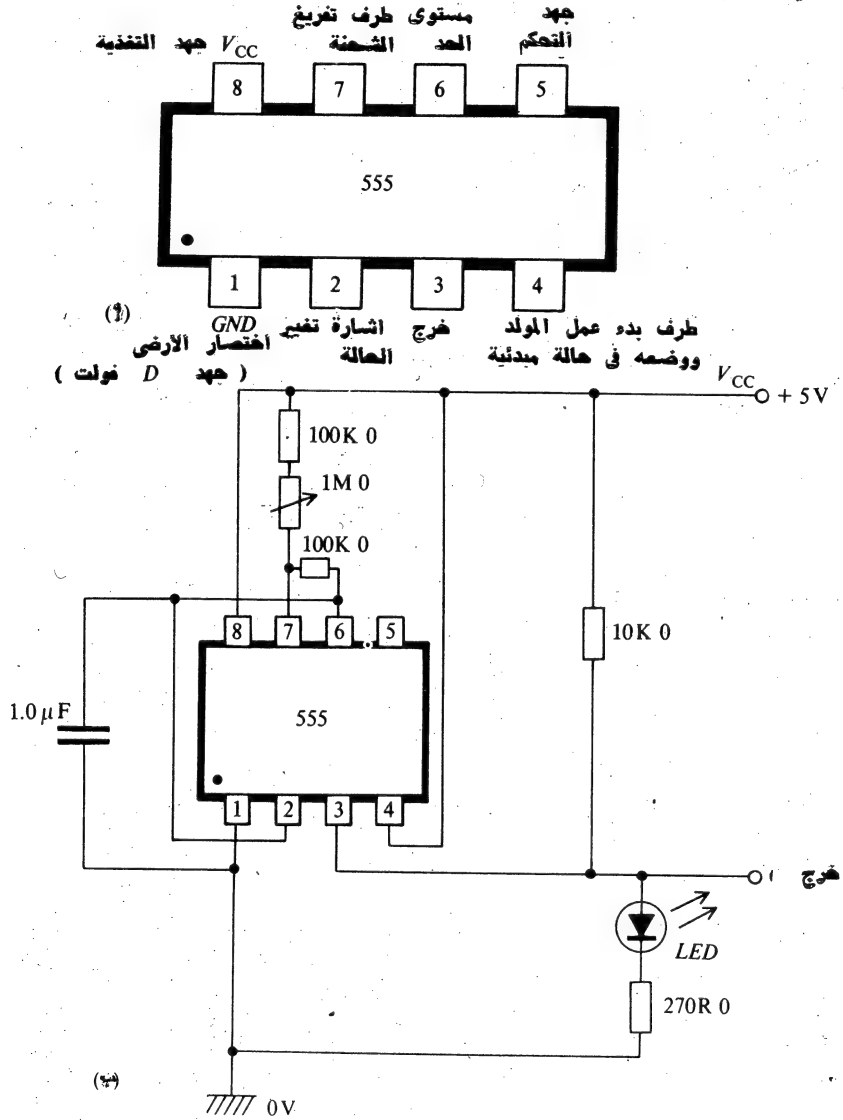 جهد التغذية V_CC
طرف تفريغ الشحنة
مستوى الحد
جهد التحكم
8 7 6 5
555
1 2 3 4
(أ)
GND
اختصار الأرضى
( جهد D فولت )
اشارة تغيير الحالة
خرج
طرف بدء عمل المولد
ووضعه فى حالة مبدئية
V_CC
+ 5V
100K 0
1M 0
100K 0
8 7 6 5
10K 0
1.0 μF
555
1 2 3 4
خرج
LED
270R 0
(ب)
0V